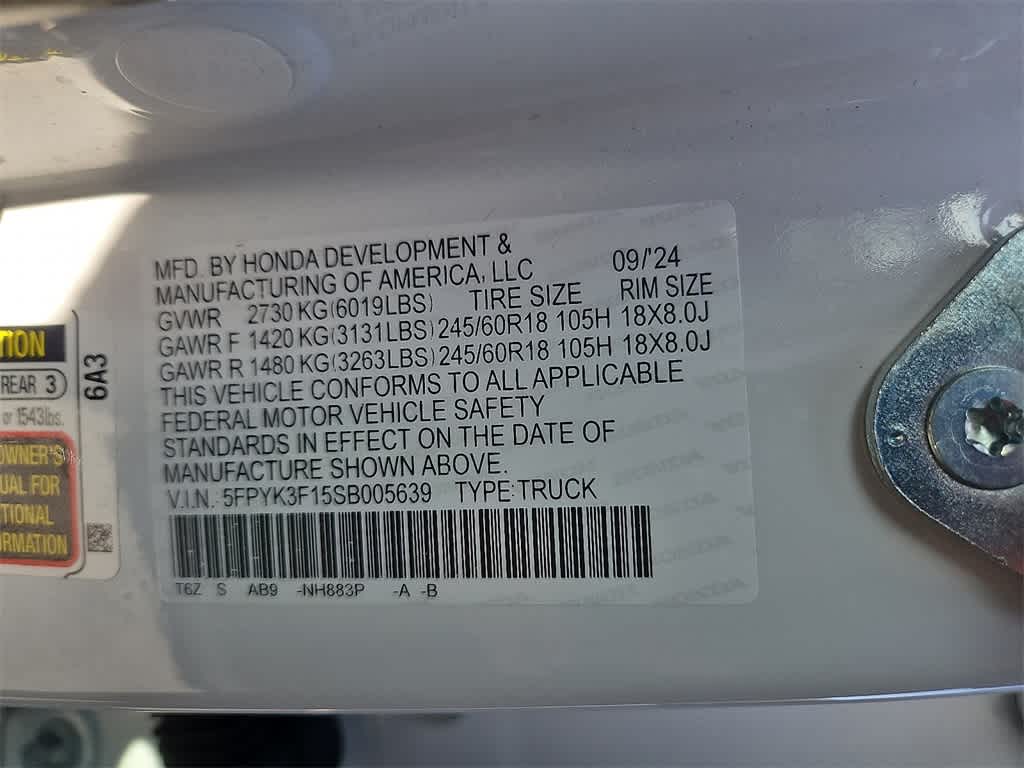 MFD. BY HONDA DEVELOPMENT &
MANUFACTURING OF AMERICA, LLC 09/'24
GVWR 2730 KG(6019LBS) TIRE SIZE RIM SIZE
GAWR F 1420 KG(3131LBS) 245/60R18 105H 18X8.0J
GAWR R 1480 KG(3263LBS) 245/60R18 105H 18X8.0J
THIS VEHICLE CONFORMS TO ALL APPLICABLE
FEDERAL MOTOR VEHICLE SAFETY
STANDARDS IN EFFECT ON THE DATE OF
MANUFACTURE SHOWN ABOVE.
V.I.N.: 5FPYK3F15SB005639 TYPE:TRUCK
T6Z S AB9 -NH883P -A -B
TION
REAR 3
or 1543lbs.
OWNER'S
UAL FOR
TIONAL
ORMATION
6A3